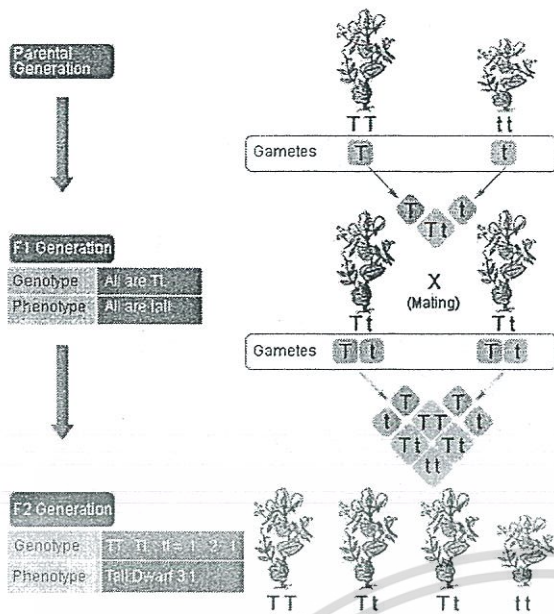 Parental
Generation
TT
tt
Gametes
T
t
T
t
Tt
F1 Generation
Genotype
All are Tt
Phenotype
All are Tall
X
(Mating)
Tt
Tt
Gametes
T
t
T
t
T
T
t
TT
t
Tt
Tt
tt
F2 Generation
Genotype
TT : Tt : tt = 1 : 2 : 1
Phenotype
Tall:Dwarf 3:1
TT
Tt
Tt
tt